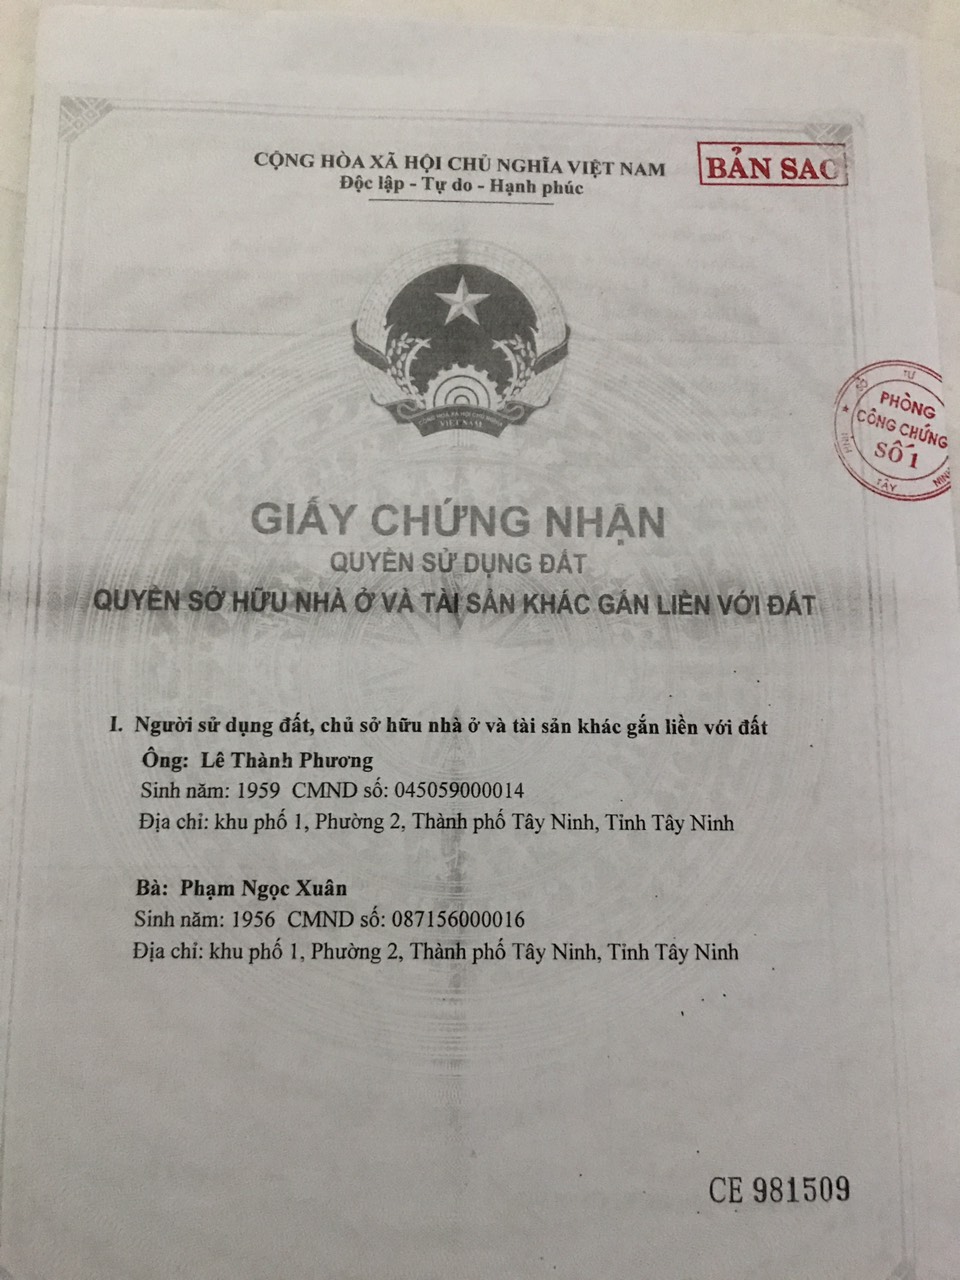 CỘNG HÒA XÃ HỘI CHỦ NGHĨA VIỆT NAM
Độc lập - Tự do - Hạnh phúc
BẢN SAO
CỘNG HÒA XÃ HỘI CHỦ NGHĨA
VIỆT NAM
PHÒNG
CÔNG CHỨNG
SỐ 1
TÂY NINH
GIẤY CHỨNG NHẬN
QUYỀN SỬ DỤNG ĐẤT
QUYỀN SỞ HỮU NHÀ Ở VÀ TÀI SẢN KHÁC GẮN LIỀN VỚI ĐẤT
I. Người sử dụng đất, chủ sở hữu nhà ở và tài sản khác gắn liền với đất
Ông: Lê Thành Phương
Sinh năm: 1959 CMND số: 045059000014
Địa chỉ: khu phố 1, Phường 2, Thành phố Tây Ninh, Tỉnh Tây Ninh
Bà: Phạm Ngọc Xuân
Sinh năm: 1956 CMND số: 087156000016
Địa chỉ: khu phố 1, Phường 2, Thành phố Tây Ninh, Tỉnh Tây Ninh
CE 981509